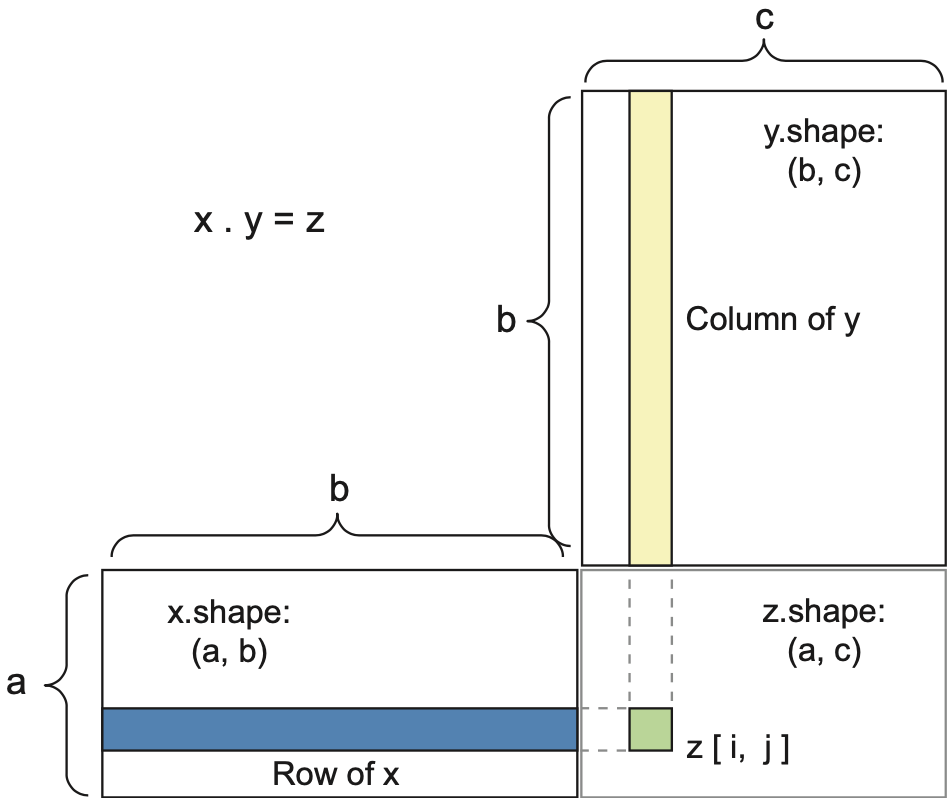 c
y.shape:
(b, c)
x . y = z
b
Column of y
b
x.shape:
(a, b)
z.shape:
(a, c)
a
z [ i, j ]
Row of x